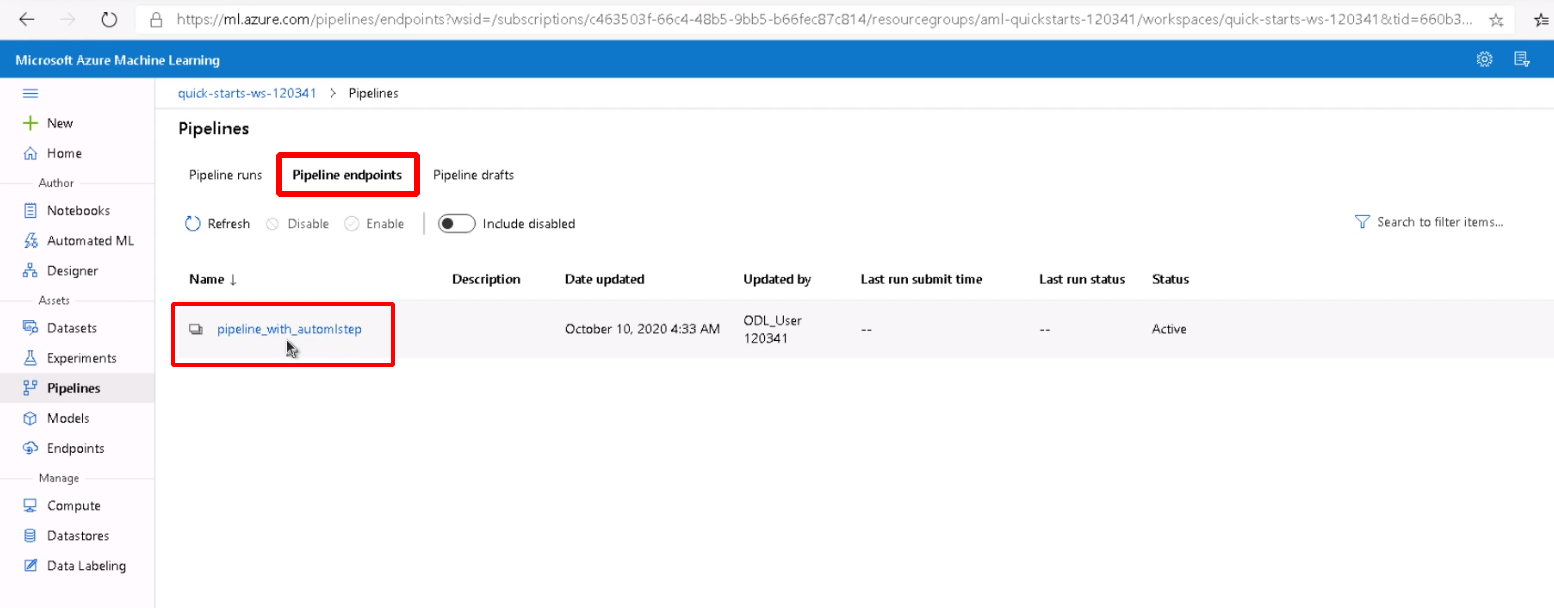 https://ml.azure.com/pipelines/endpoints?wsid=/subscriptions/c463503f-66c4-48b5-9bb5-b66fec87c814/resourcegroups/aml-quickstarts-120341/workspaces/quick-starts-ws-120341&tid=660b3...
Microsoft Azure Machine Learning
quick-starts-ws-120341 > Pipelines
New
Home
Author
Notebooks
Automated ML
Designer
Assets
Datasets
Experiments
Pipelines
Models
Endpoints
Manage
Compute
Datastores
Data Labeling
Pipelines
Pipeline runs Pipeline endpoints Pipeline drafts
Refresh Disable Enable Include disabled Search to filter items...
Name ↓ Description Date updated Updated by Last run submit time Last run status Status
pipeline_with_automlstep October 10, 2020 4:33 AM ODL_User 120341 -- -- Active